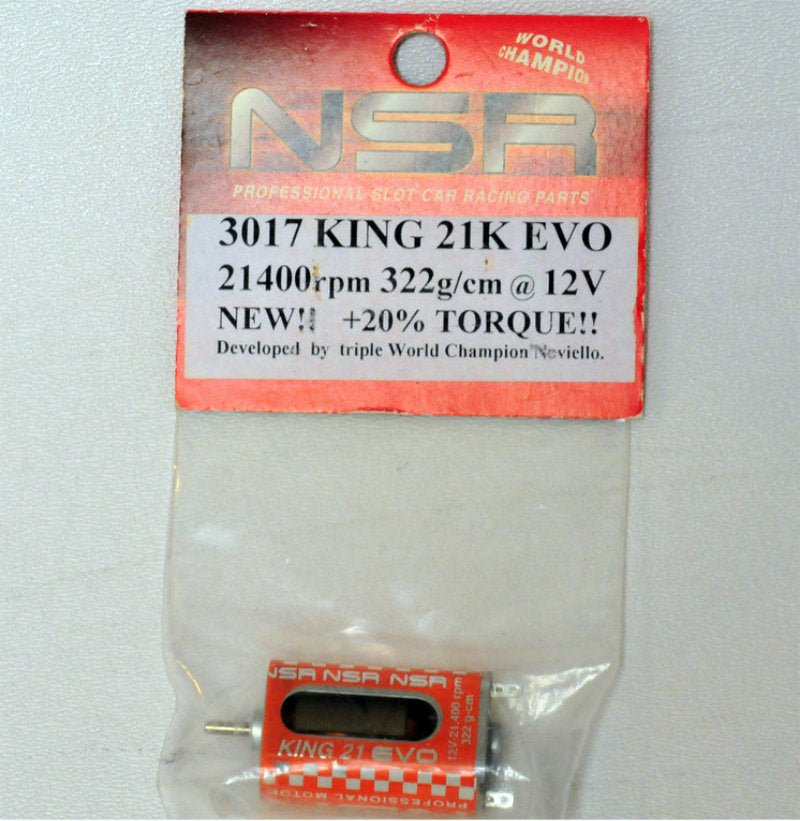 WORLD
CHAMPION
NSR
PROFESSIONAL SLOT CAR RACING PARTS
3017 KING 21K EVO
21400rpm 322g/cm @ 12V
NEW!! +20% TORQUE!!
Developed by triple World Champion Noviello.
NSR NSR NSR
KING 21 EVO
12V-21.400 rpm
322 g-cm
PROFESSIONAL MOTOR